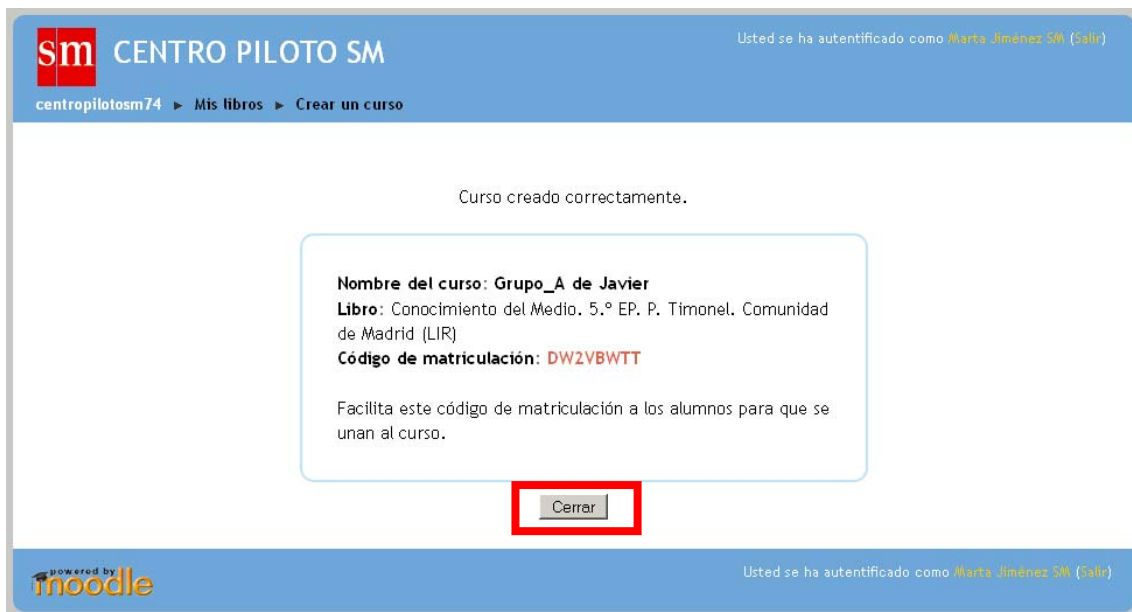 sm CENTRO PILOTO SM
Usted se ha autentificado como Marta Jiménez SM (Salir)
centropilotosm74 ► Mis libros ► Crear un curso
Curso creado correctamente.
Nombre del curso: Grupo_A de Javier
Libro: Conocimiento del Medio. 5.º EP. P. Timonel. Comunidad
de Madrid (LIR)
Código de matriculación: DW2VBWTT
Facilita este código de matriculación a los alumnos para que se
unan al curso.
Cerrar
powered by
moodle
Usted se ha autentificado como Marta Jiménez SM (Salir)